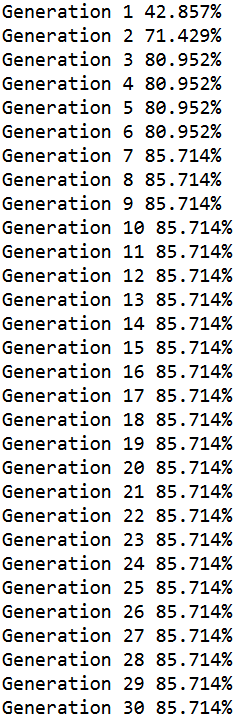 Generation 1 42.857%
Generation 2 71.429%
Generation 3 80.952%
Generation 4 80.952%
Generation 5 80.952%
Generation 6 80.952%
Generation 7 85.714%
Generation 8 85.714%
Generation 9 85.714%
Generation 10 85.714%
Generation 11 85.714%
Generation 12 85.714%
Generation 13 85.714%
Generation 14 85.714%
Generation 15 85.714%
Generation 16 85.714%
Generation 17 85.714%
Generation 18 85.714%
Generation 19 85.714%
Generation 20 85.714%
Generation 21 85.714%
Generation 22 85.714%
Generation 23 85.714%
Generation 24 85.714%
Generation 25 85.714%
Generation 26 85.714%
Generation 27 85.714%
Generation 28 85.714%
Generation 29 85.714%
Generation 30 85.714%